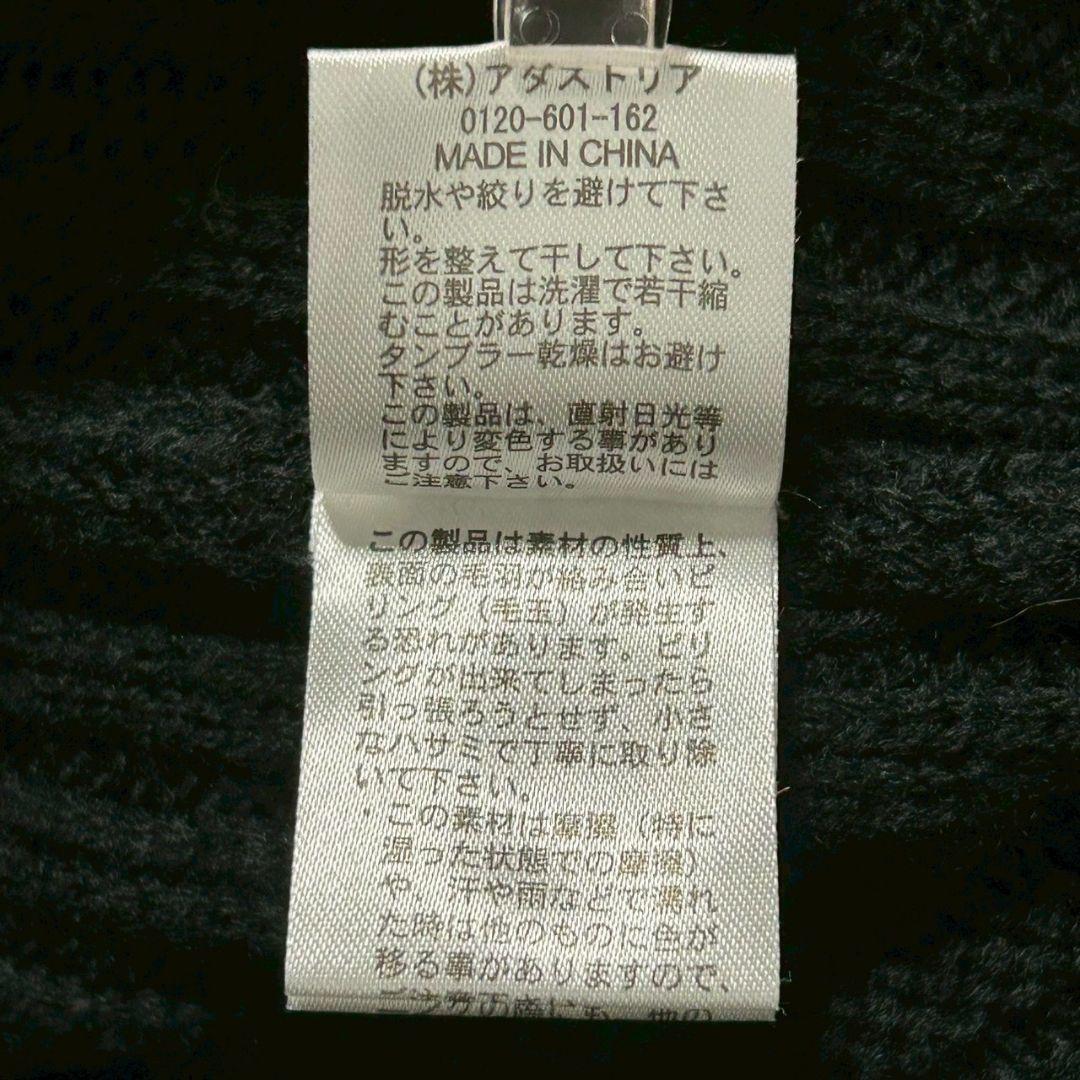 (株)アダストリア
0120-601-162
MADE IN CHINA
脱水や絞りを避けて下さ
い。
形を整えて干して下さい。
この製品は洗濯で若干縮
むことがあります。
タンブラー乾燥はお避け
下さい。
この製品は、直射日光等
により変色する事があり
ますので、お取扱いには
ご注意下さい。
この製品は素材の性質上、
表面の毛羽が絡み合いピ
リング(毛玉)が発生す
る恐れがあります。ピリ
ングが出来てしまったら
引っ張ろうとせず、小さ
なハサミで丁寧に取り除
いて下さい。
・この素材は摩擦(特に
湿った状態での摩擦)
や、汗や雨などで濡れ
た時は他のものに色が
移る事がありますので、